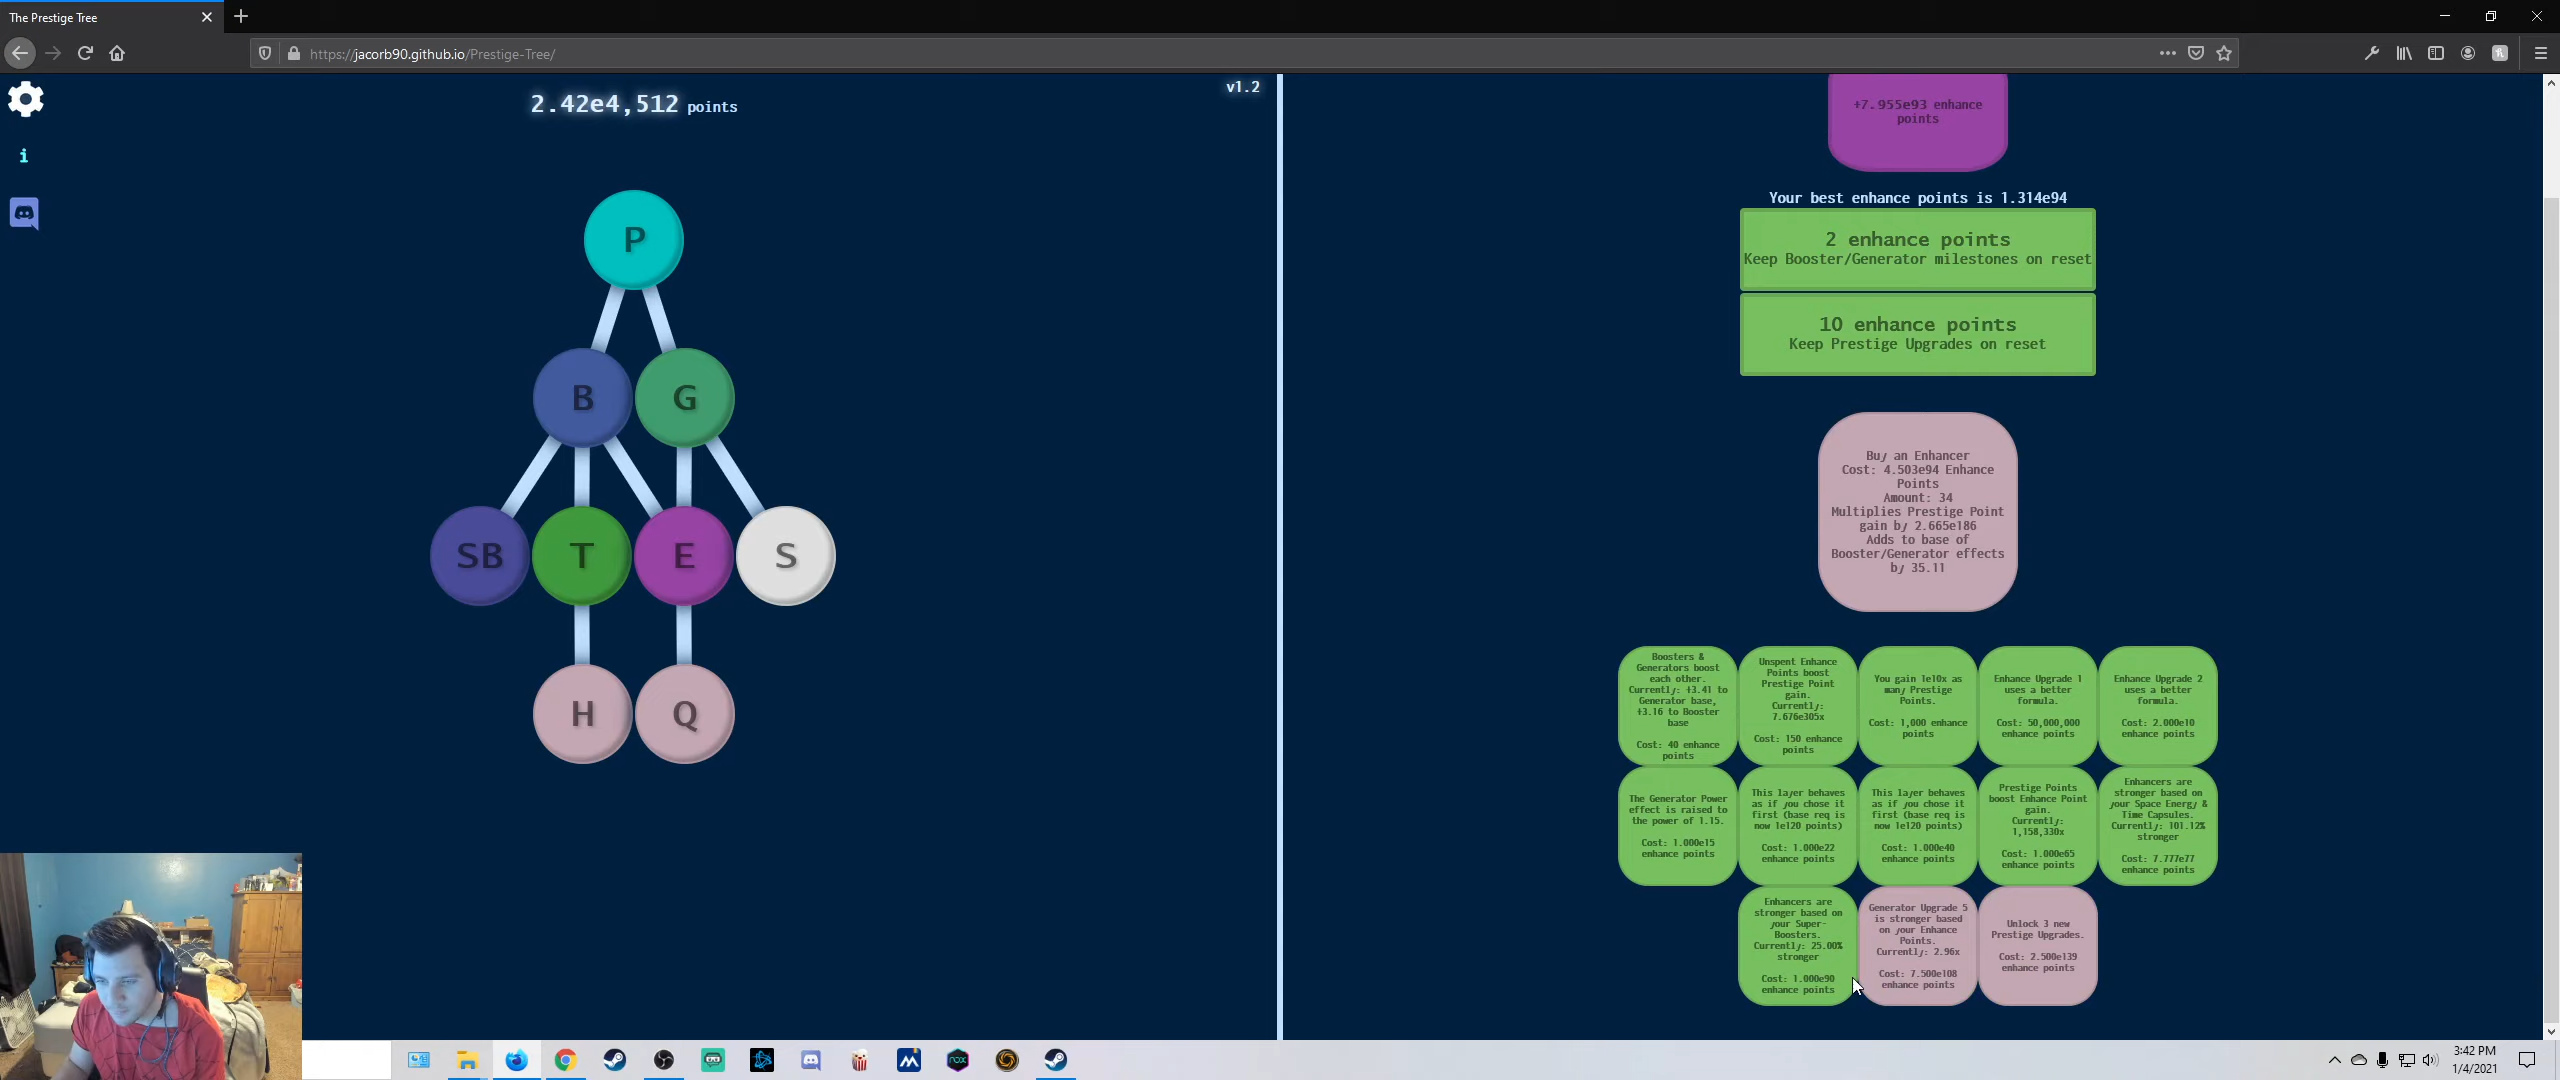 The Prestige Tree
https://jacorb90.github.io/Prestige-Tree/
2.42e4,512 points
v1.2
P
B
G
SB
T
E
S
H
Q
+7.955e93 enhance
points
Your best enhance points is 1.314e94
2 enhance points
Keep Booster/Generator milestones on reset
10 enhance points
Keep Prestige Upgrades on reset
Buy an Enhancer
Cost: 4.503e94 Enhance
Points
Amount: 34
Multiplies Prestige Point
gain by 2.665e186
Adds to base of
Booster/Generator effects
by 35.11
Boosters &
Generators boost
each other.
Currently: +3.41 to
Generator base,
+3.16 to Booster
base
Cost: 40 enhance
points
Unspent Enhance
Points boost
Prestige Point
gain.
Currently:
7.676e305x
Cost: 150 enhance
points
You gain 1e10x as
many Prestige
Points.
Cost: 1,000 enhance
points
Enhance Upgrade 1
uses a better
formula.
Cost: 50,000,000
enhance points
Enhance Upgrade 2
uses a better
formula.
Cost: 2.000e10
enhance points
The Generator Power
effect is raised to
the power of 1.15.
Cost: 1.000e15
enhance points
This layer behaves
as if you chose it
first (base req is
now 1e120 points)
Cost: 1.000e22
enhance points
This layer behaves
as if you chose it
first (base req is
now 1e120 points)
Cost: 1.000e40
enhance points
Prestige Points
boost Enhance Point
gain.
Currently:
1,158,330x
Cost: 1.000e65
enhance points
Enhancers are
stronger based on
your Space Energy &
Time Capsules.
Currently: 101.12%
stronger
Cost: 7.777e77
enhance points
Enhancers are
stronger based on
your Super-
Boosters.
Currently: 25.00%
stronger
Cost: 1.000e90
enhance points
Generator Upgrade 5
is stronger based
on your Enhance
Points.
Currently: 2.96x
Cost: 7.500e108
enhance points
Unlock 3 new
Prestige Upgrades.
Cost: 2.500e139
enhance points
nox
3:42 PM
1/4/2021